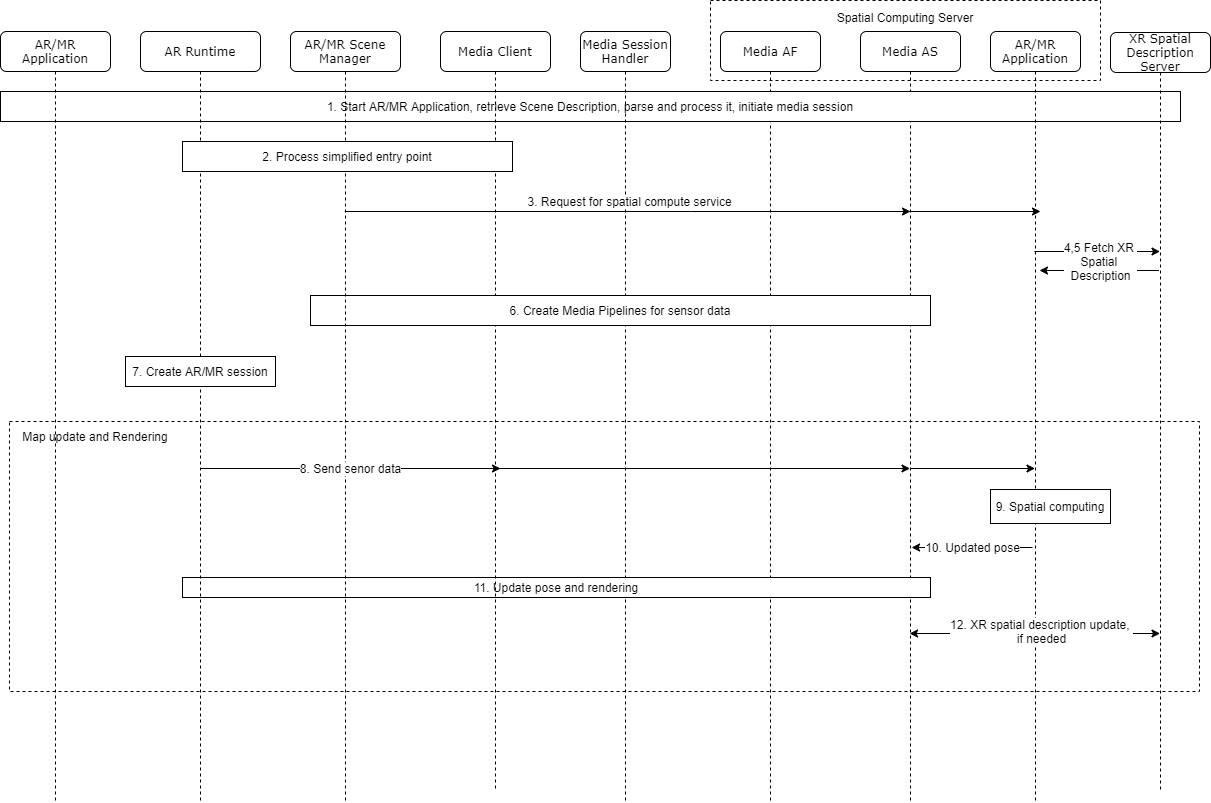 Spatial Computing Server
AR/MR
Application
AR Runtime
AR/MR Scene
Manager
Media Client
Media Session
Handler
Media AF
Media AS
AR/MR
Application
XR Spatial
Description
Server
1. Start AR/MR Application, retrieve Scene Description, parse and process it, initiate media session
2. Process simplified entry point
3. Request for spatial compute service
4,5 Fetch XR
Spatial
Description
6. Create Media Pipelines for sensor data
7. Create AR/MR session
Map update and Rendering
8. Send senor data
9. Spatial computing
10. Updated pose
11. Update pose and rendering
12. XR spatial description update,
if needed